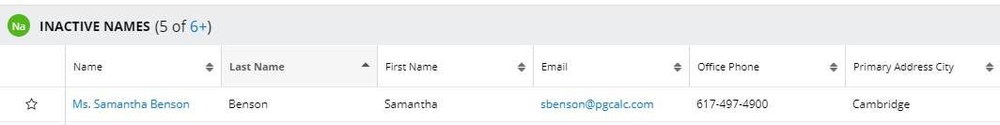 Na INACTIVE NAMES (5 of 6+)
Name Last Name First Name Email Office Phone Primary Address City
Ms. Samantha Benson Benson Samantha sbenson@pgcalc.com 617-497-4900 Cambridge